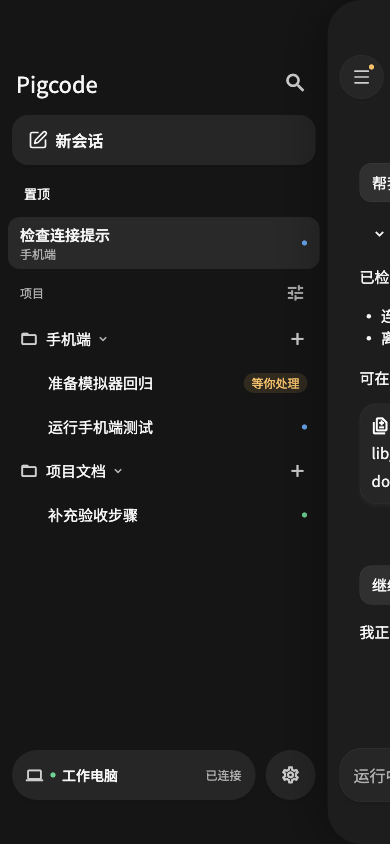 Pigcode
新会话
置顶
检查连接提示
手机端
项目
手机端
准备模拟器回归
等你处理
运行手机端测试
项目文档
补充验收步骤
工作电脑
已连接
帮
已检
连
离
可在
lib
do
继
我正
运行中